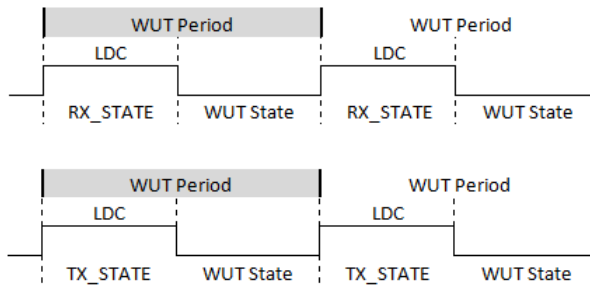 WUT Period WUT Period
LDC LDC
RX_STATE WUT State RX_STATE WUT State
WUT Period WUT Period
LDC LDC
TX_STATE WUT State TX_STATE WUT State